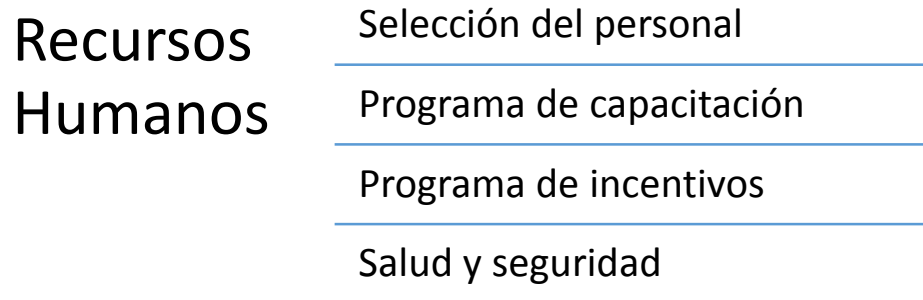 Recursos
Humanos
Selección del personal
Programa de capacitación
Programa de incentivos
Salud y seguridad